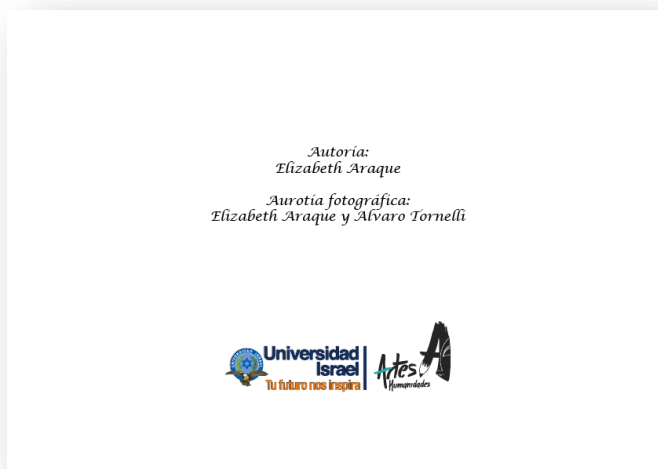 Autoría:
Elizabeth Araque
Aurotía fotográfica:
Elizabeth Araque y Alvaro Tornelli
Universidad
Israel
Tu futuro nos inspira
Artes
Humanidades